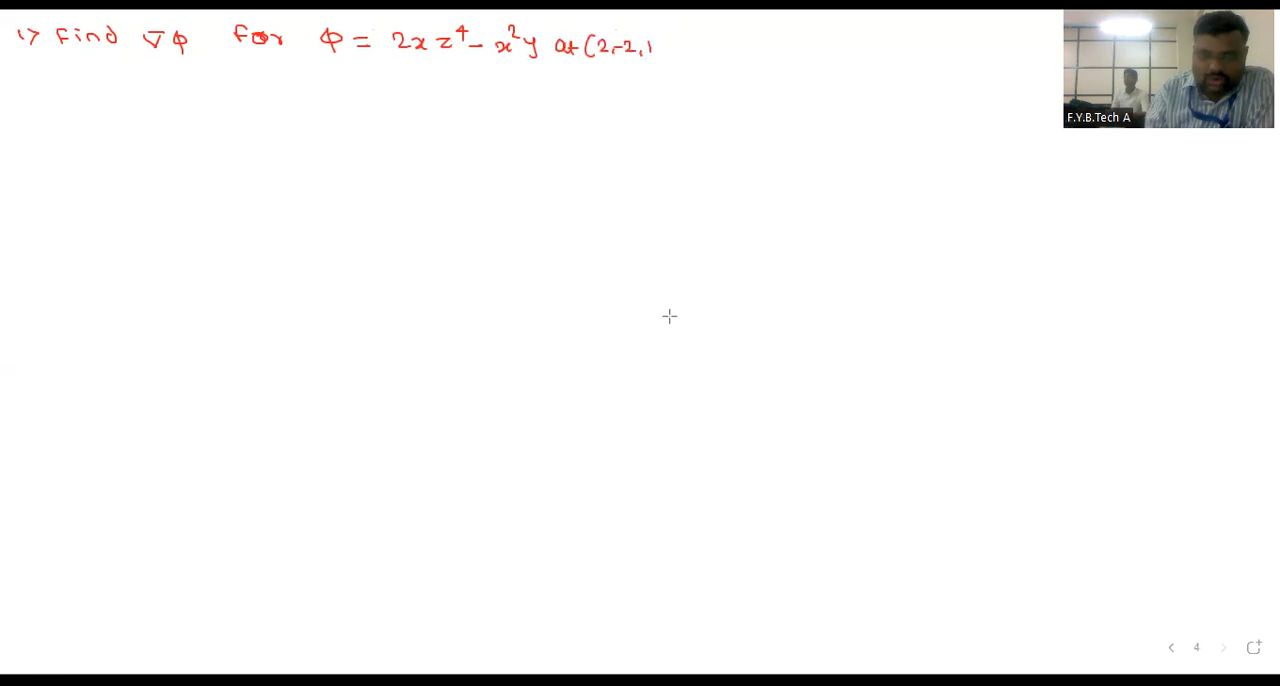 1> Find ∇φ for φ = 2xz⁴ - x²y at (2,-2,1
F.Y.B.Tech A
4